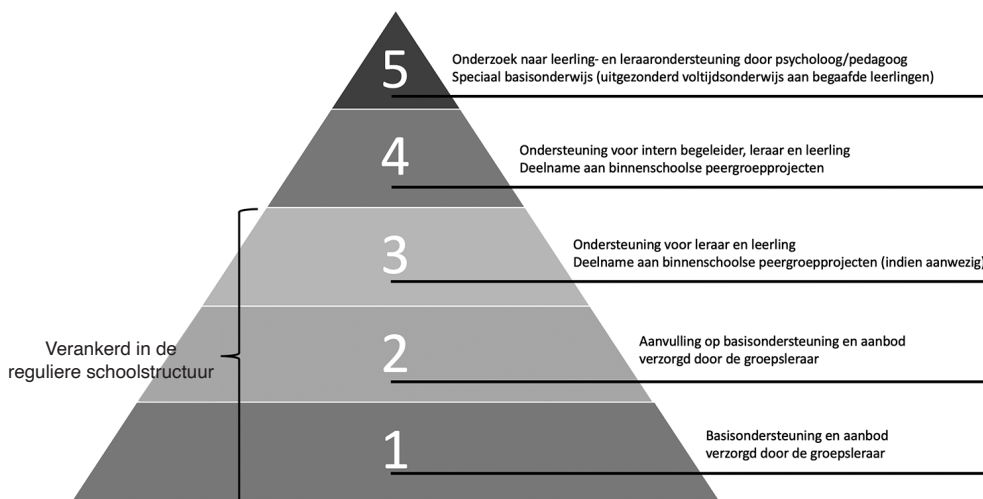 5
Onderzoek naar leerling- en leraarondersteuning door psycholoog/pedagoog
Speciaal basisonderwijs (uitgezonderd voltijdsonderwijs aan begaafde leerlingen)
4
Ondersteuning voor intern begeleider, leraar en leerling
Deelname aan binnenschoolse peergroepprojecten
3
Ondersteuning voor leraar en leerling
Deelname aan binnenschoolse peergroepprojecten (indien aanwezig)
Verankerd in de
reguliere schoolstructuur
2
Aanvulling op basisondersteuning en aanbod
verzorgd door de groepsleraar
1
Basisondersteuning en aanbod
verzorgd door de groepsleraar